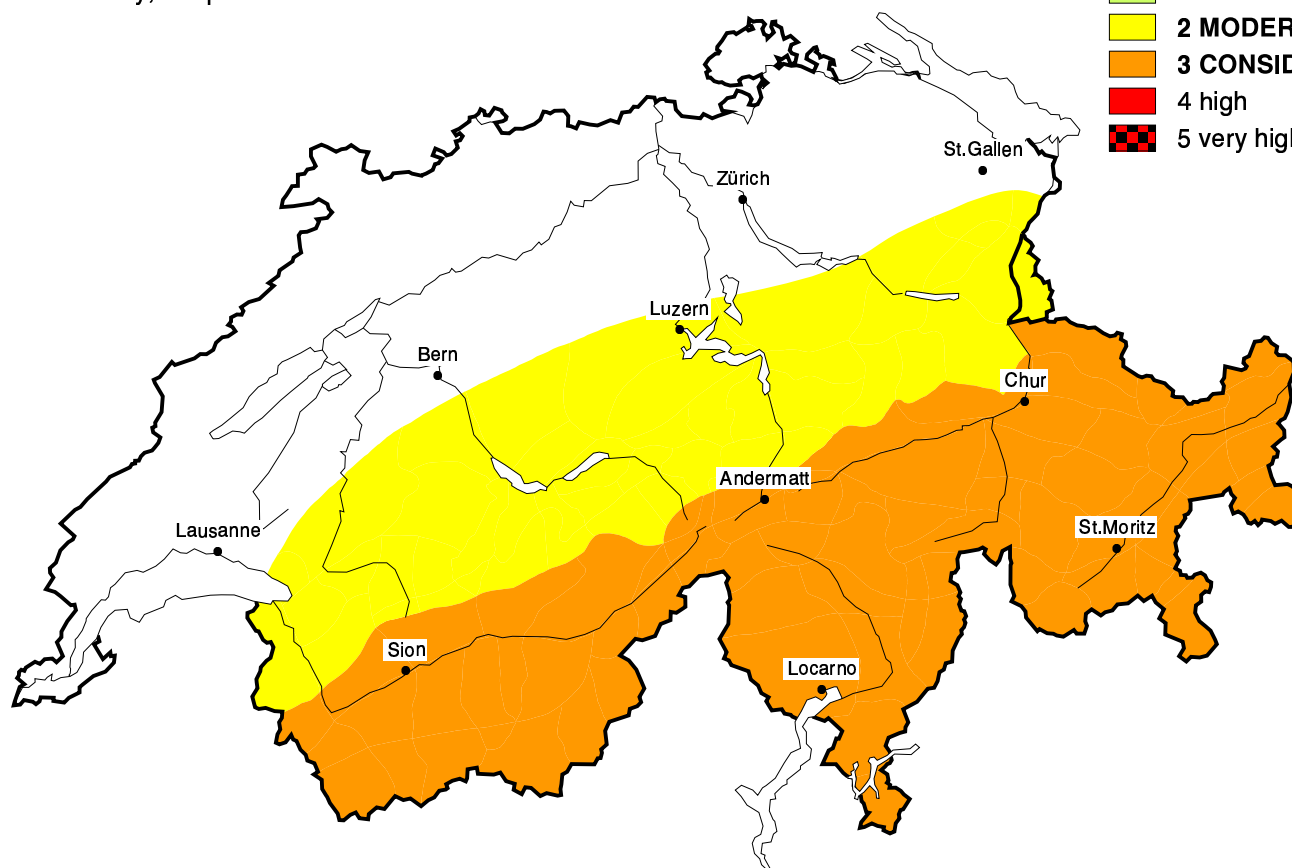 2 MODER
3 CONSID
4 high
5 very high
St.Gallen
Zürich
Luzern
Bern
Chur
Andermatt
Lausanne
St.Moritz
Sion
Locarno